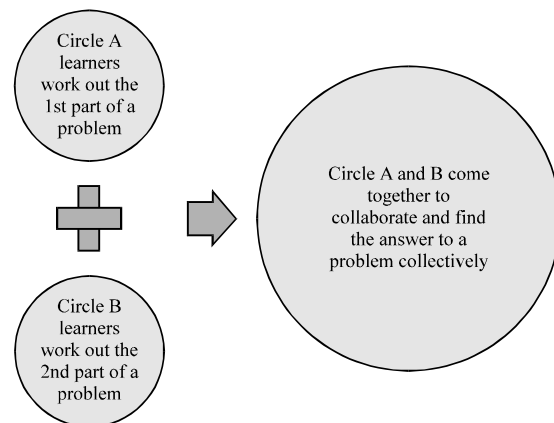 Circle A
learners
work out the
1st part of a
problem
Circle B
learners
work out the
2nd part of a
problem
Circle A and B come
together to
collaborate and find
the answer to a
problem collectively